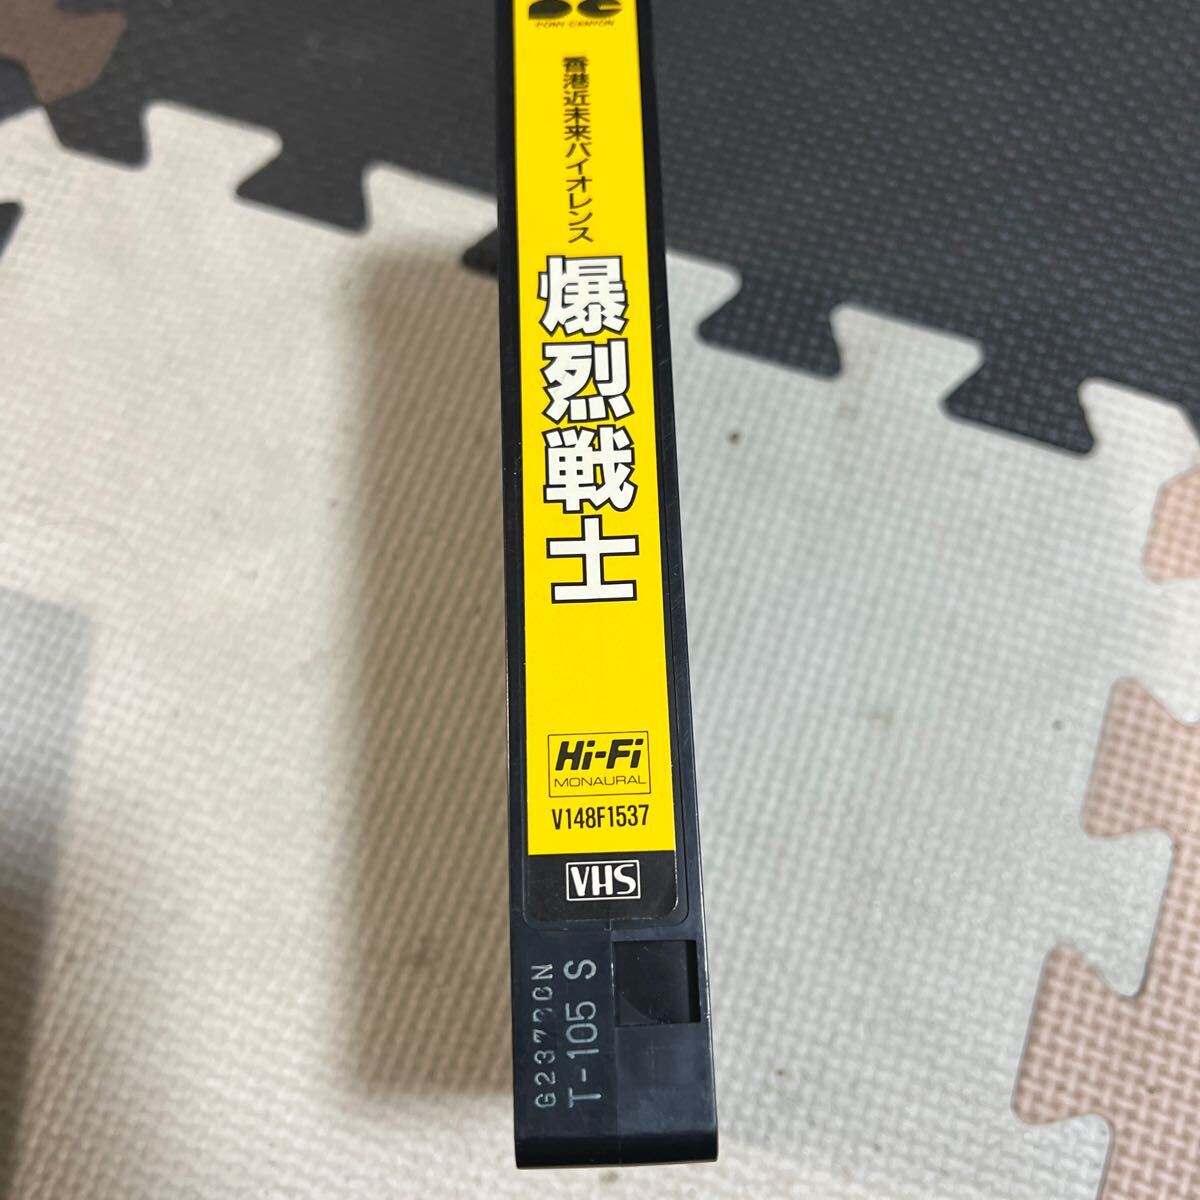 PONY CANYON
香港近未来バイオレンス
爆烈戦士
Hi-Fi
MONAURAL
V148F1537
VHS
T-105 S